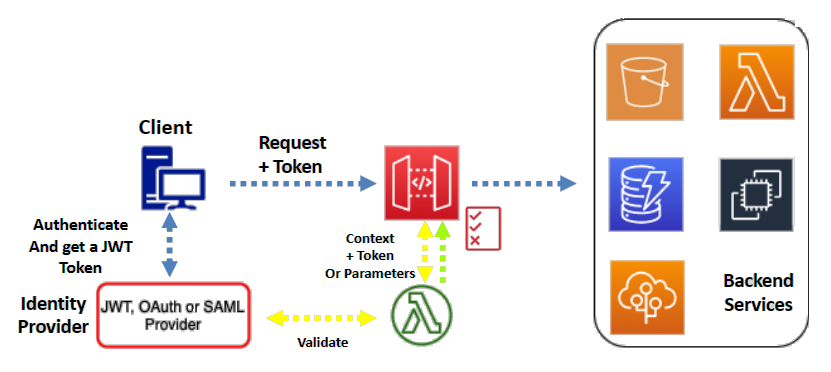 Client
Request
+ Token
Authenticate
And get a JWT
Token
Context
+ Token
Or Parameters
Identity
Provider
JWT, OAuth or SAML
Provider
Validate
Backend
Services